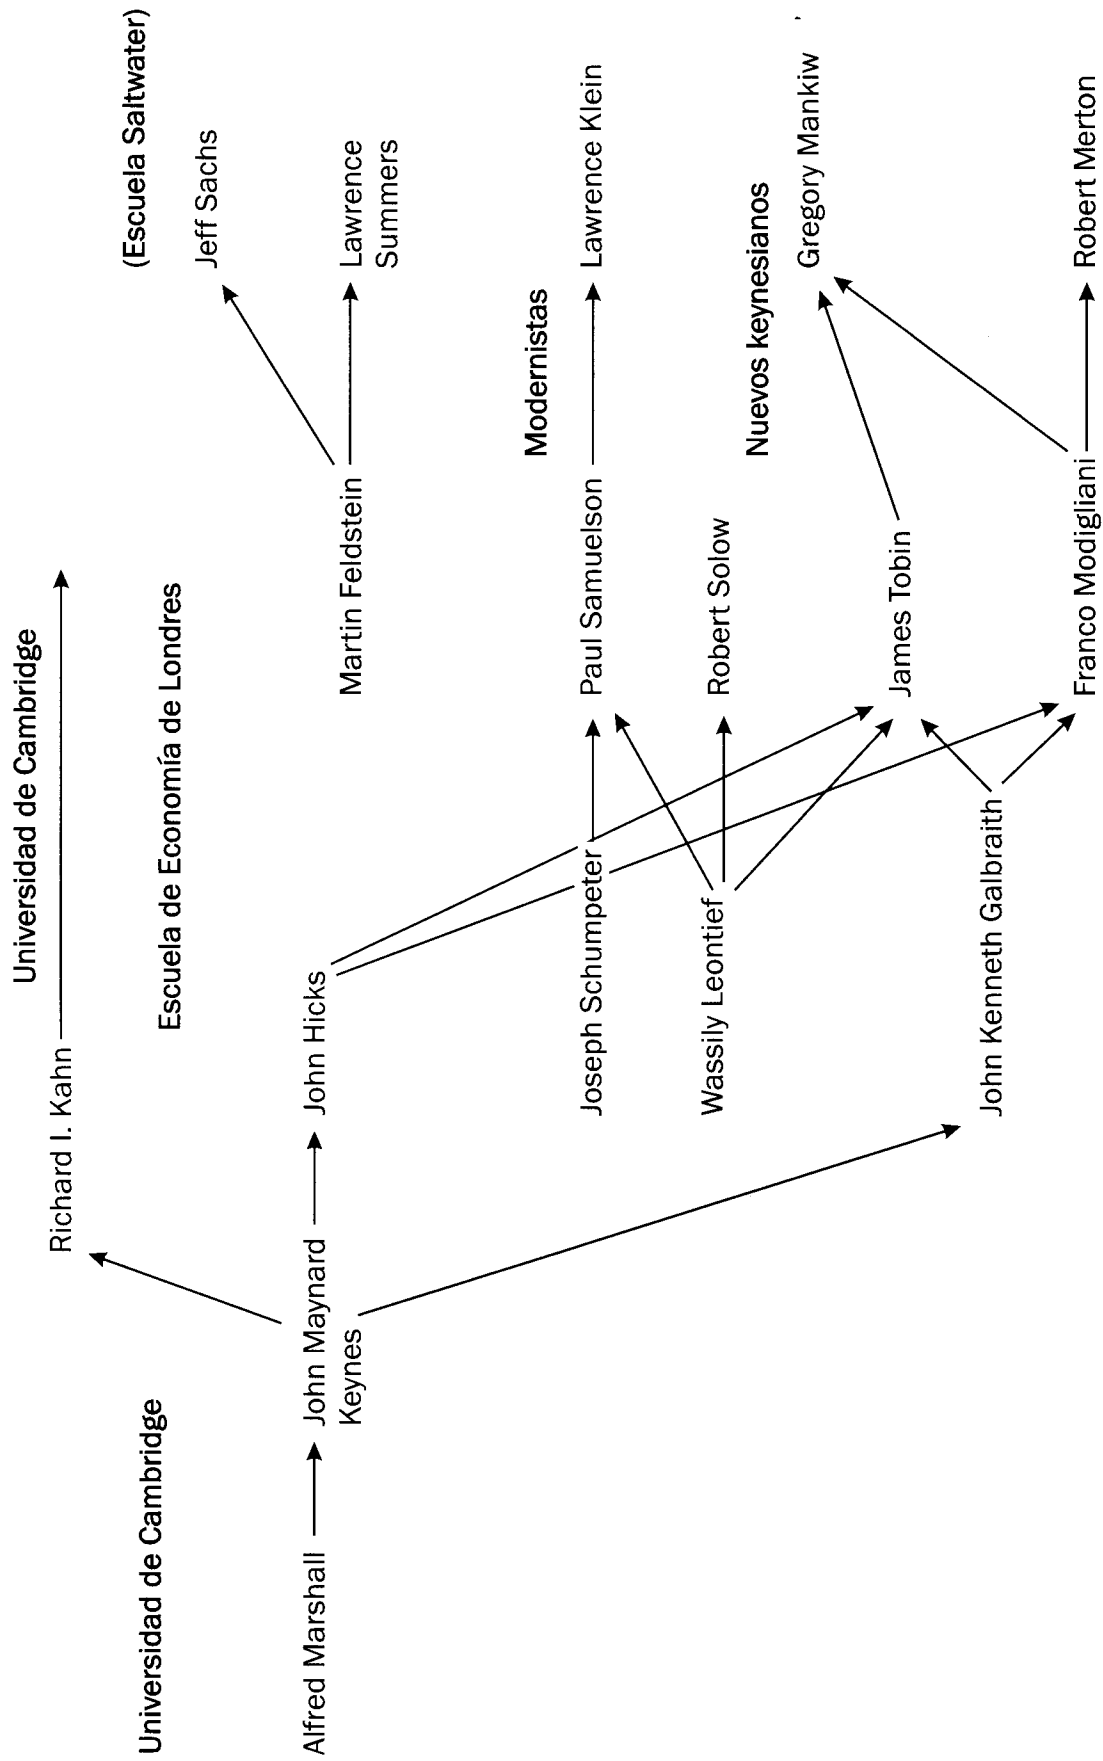 Universidad de Cambridge
Richard I. Kahn
(Escuela Saltwater)
Universidad de Cambridge
Escuela de Economía de Londres
Jeff Sachs
Alfred Marshall
John Maynard
Keynes
John Hicks
Martin Feldstein
Lawrence
Summers
Modernistas
Joseph Schumpeter
Paul Samuelson
Lawrence Klein
Wassily Leontief
Robert Solow
Nuevos keynesianos
Gregory Mankiw
James Tobin
John Kenneth Galbraith
Franco Modigliani
Robert Merton